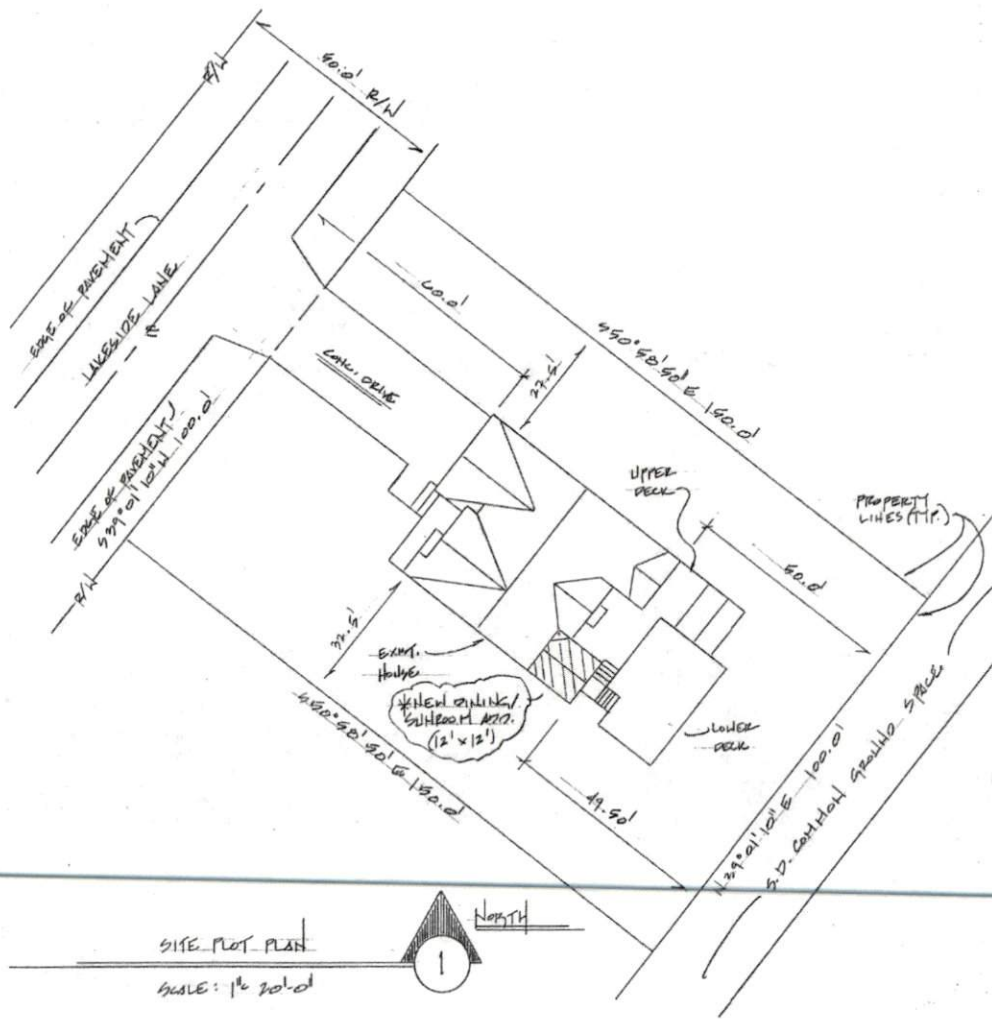 R/W
50.0' R/W
EDGE OF PAVEMENT
LAKESIDE LANE
60.0'
CONC. DRIVE
27.5'
S50°58'50" E 150.0'
EDGE OF PAVEMENT
S39°01'10" W 100.0'
R/W
UPPER
DECK
PROPERTY
LINES (TYP.)
50.0'
32.5'
EXIST.
HOUSE
*NEW DINING/
SUNROOM ADD.
(12' x 12')
LOWER
DECK
S50°58'50" E 150.0'
49.50'
N39°01'10" E 100.0'
S.D. COMMON GROUND SPACE
SITE PLOT PLAN
SCALE: 1"= 20'-0"
1
NORTH